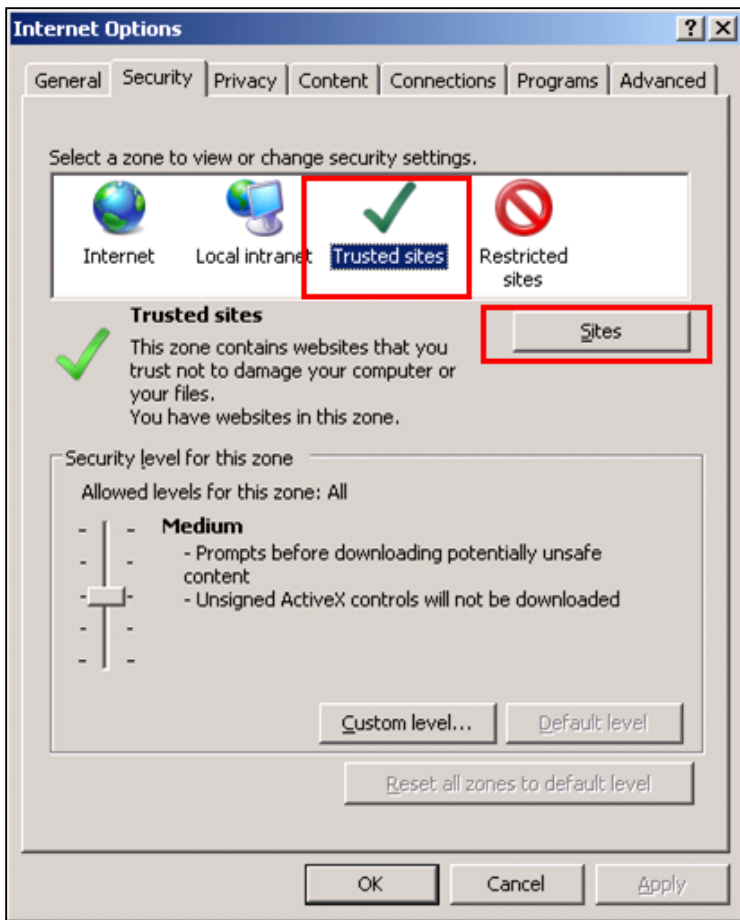 Internet Options
General Security Privacy Content Connections Programs Advanced
Select a zone to view or change security settings.
Internet Local intranet Trusted sites Restricted
sites
Trusted sites
Sites
This zone contains websites that you
trust not to damage your computer or
your files.
You have websites in this zone.
Security level for this zone
Allowed levels for this zone: All
Medium
- Prompts before downloading potentially unsafe
content
- Unsigned ActiveX controls will not be downloaded
Custom level... Default level
Reset all zones to default level
OK Cancel Apply